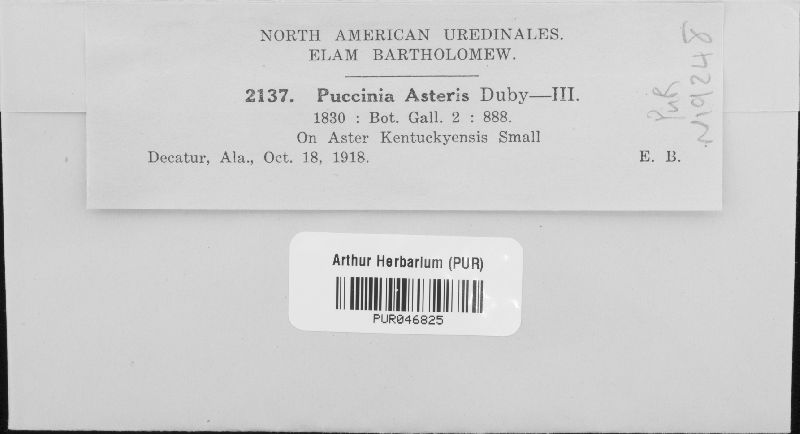 NORTH AMERICAN UREDINALES.
ELAM BARTHOLOMEW.
2137. Puccinia Asteris Duby—III.
1830 : Bot. Gall. 2 : 888.
On Aster Kentuckyensis Small
Decatur, Ala., Oct. 18, 1918. E. B.
PUR
Arthur Herbarium (PUR)
PUR046825